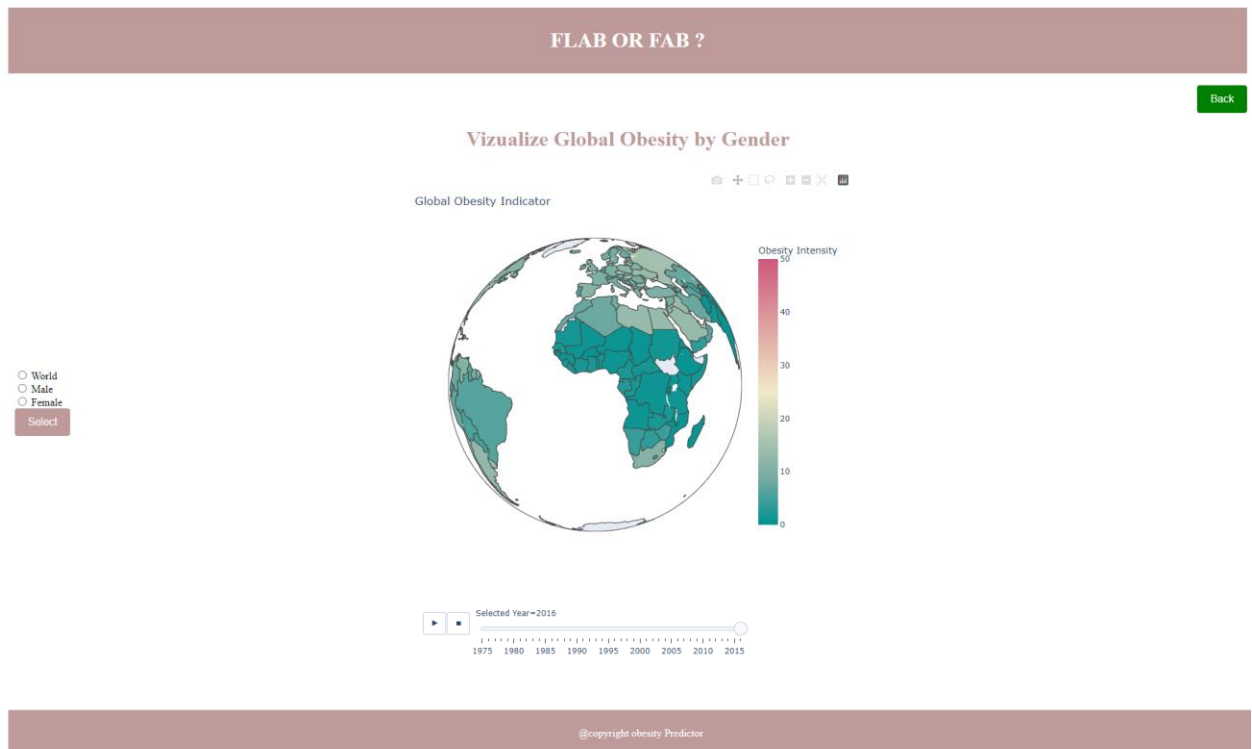 FLAB OR FAB ?
Back
Vizualize Global Obesity by Gender
Global Obesity Indicator
Obesity Intensity
50
40
30
20
10
0
World
Male
Female
Select
Selected Year=2016
1975 1980 1985 1990 1995 2000 2005 2010 2015
@copyright obesity Predictor